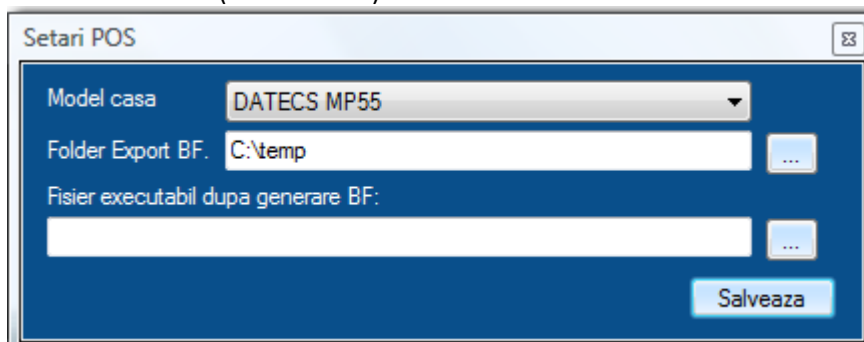 Setari POS
Model casa DATECS MP55
Folder Export BF. C:\temp ...
Fisier executabil dupa generare BF:
...
Salveaza